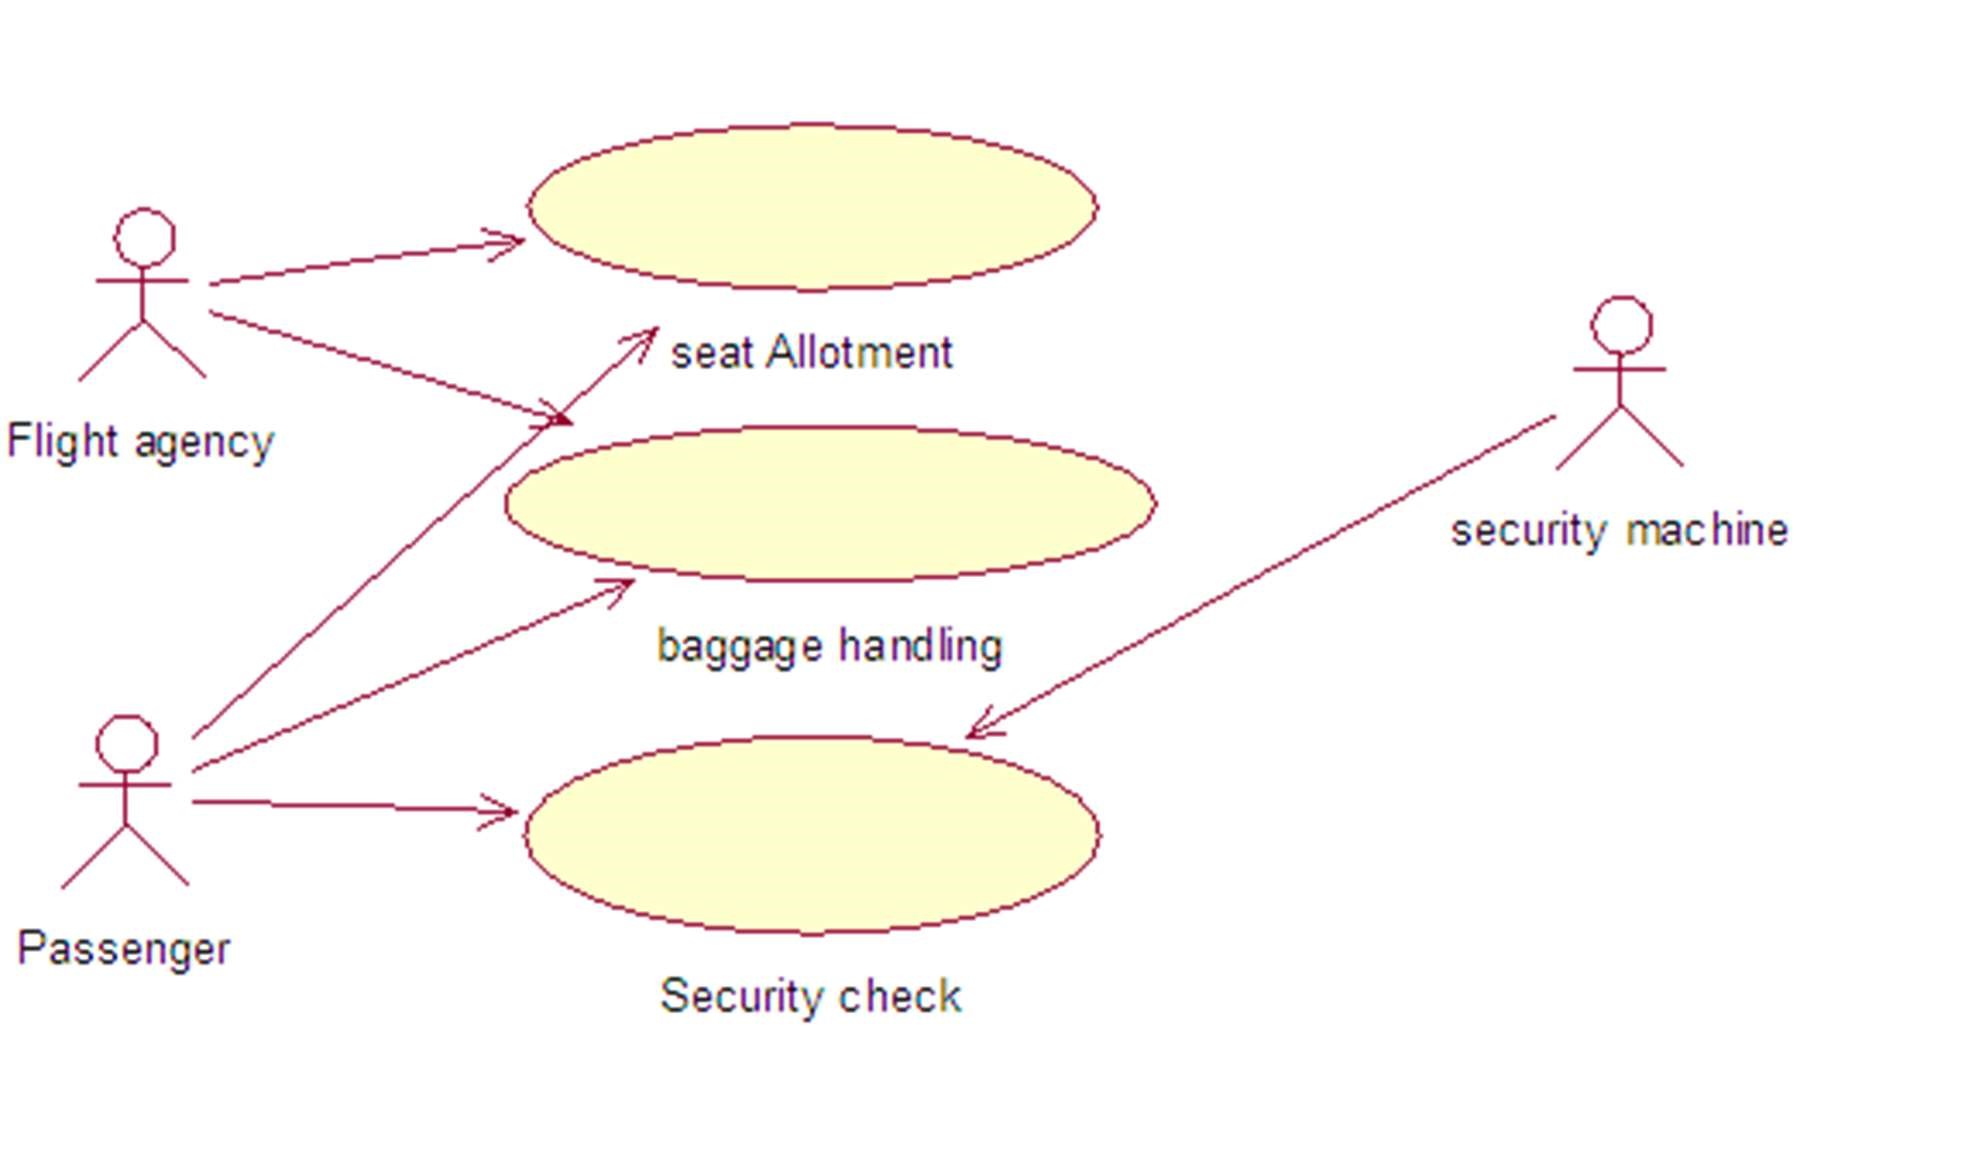 seat Allotment
Flight agency
security machine
baggage handling
Passenger
Security check